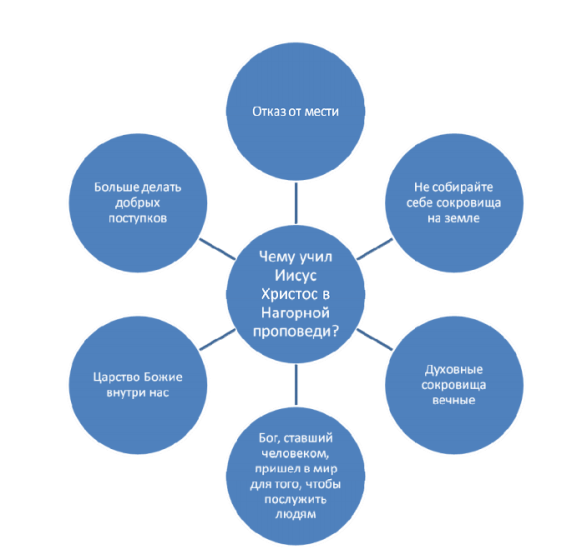 Отказ от мести
Больше делать
добрых
поступков
Не собирайте
себе сокровища
на земле
Чему учил
Иисус
Христос в
Нагорной
проповеди?
Царство Божие
внутри нас
Духовные
сокровища
вечные
Бог, ставший
человеком,
пришел в мир
для того, чтобы
послужить
людям